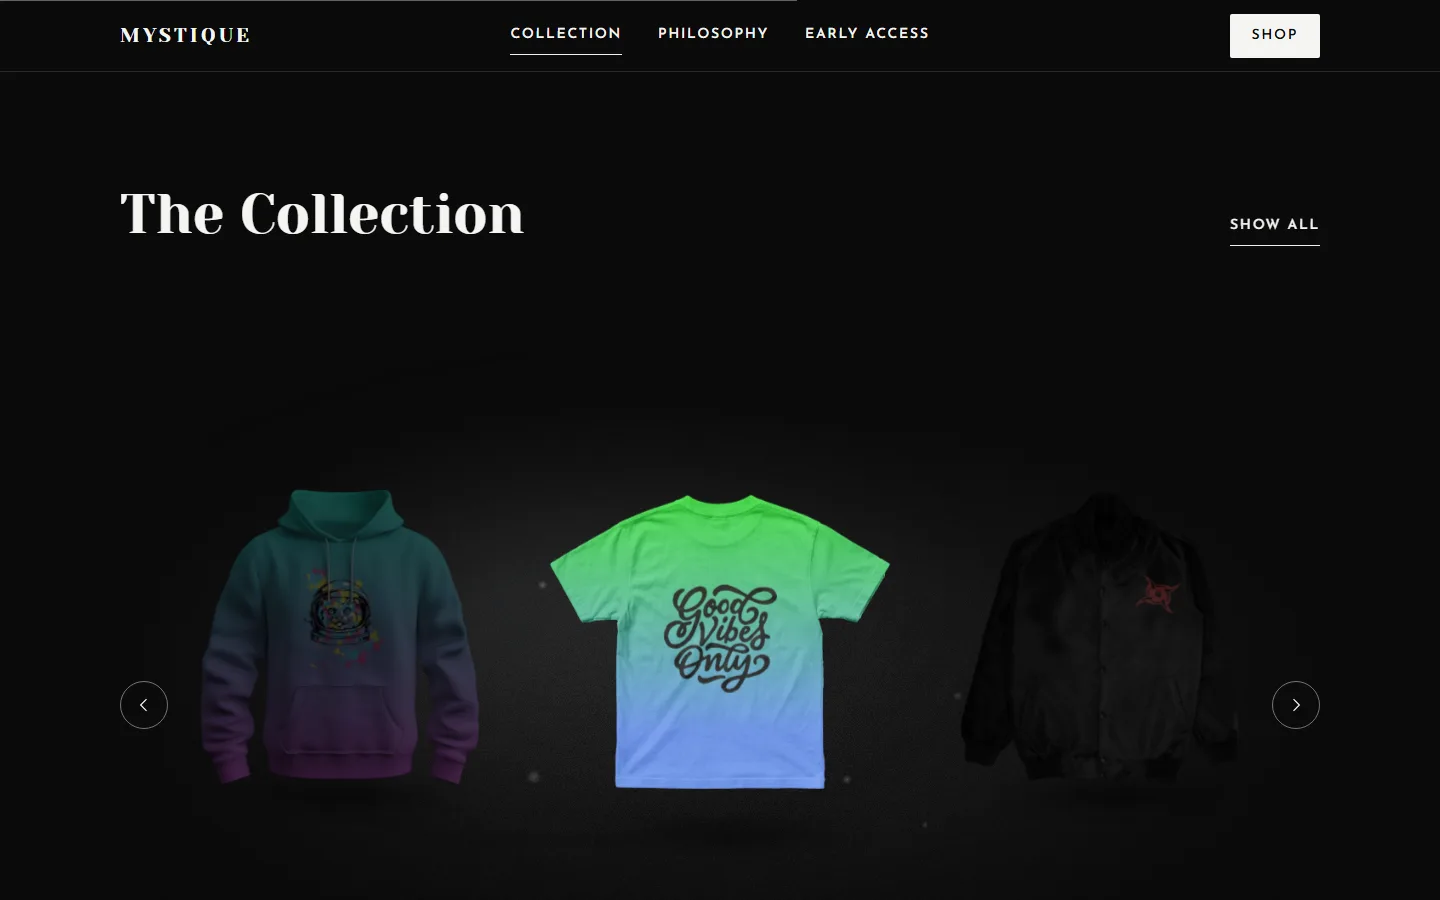 MYSTIQUE
COLLECTION
PHILOSOPHY
EARLY ACCESS
SHOP
The Collection
SHOW ALL
Good
Vibes
Only